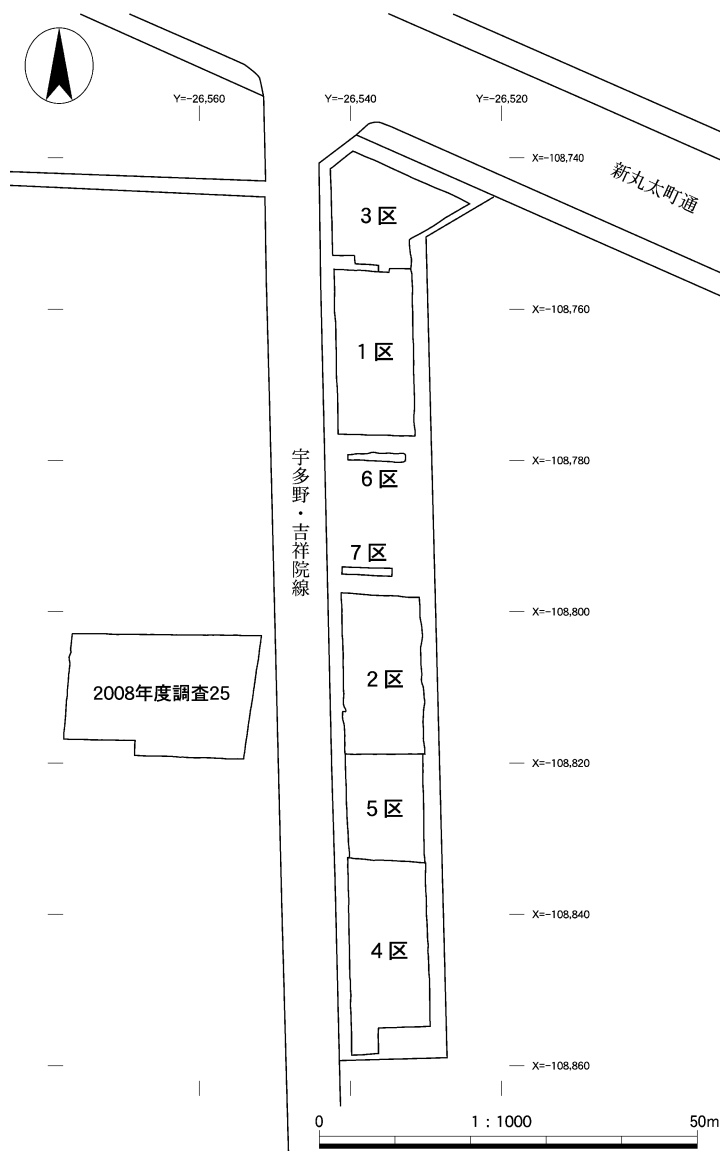 Y=-26,560
Y=-26,540
Y=-26,520
X=-108,740
新丸太町通
3区
X=-108,760
1区
宇多野・吉祥院線
X=-108,780
6区
7区
X=-108,800
2区
2008年度調査25
X=-108,820
5区
X=-108,840
4区
X=-108,860
0
1：1000
50m